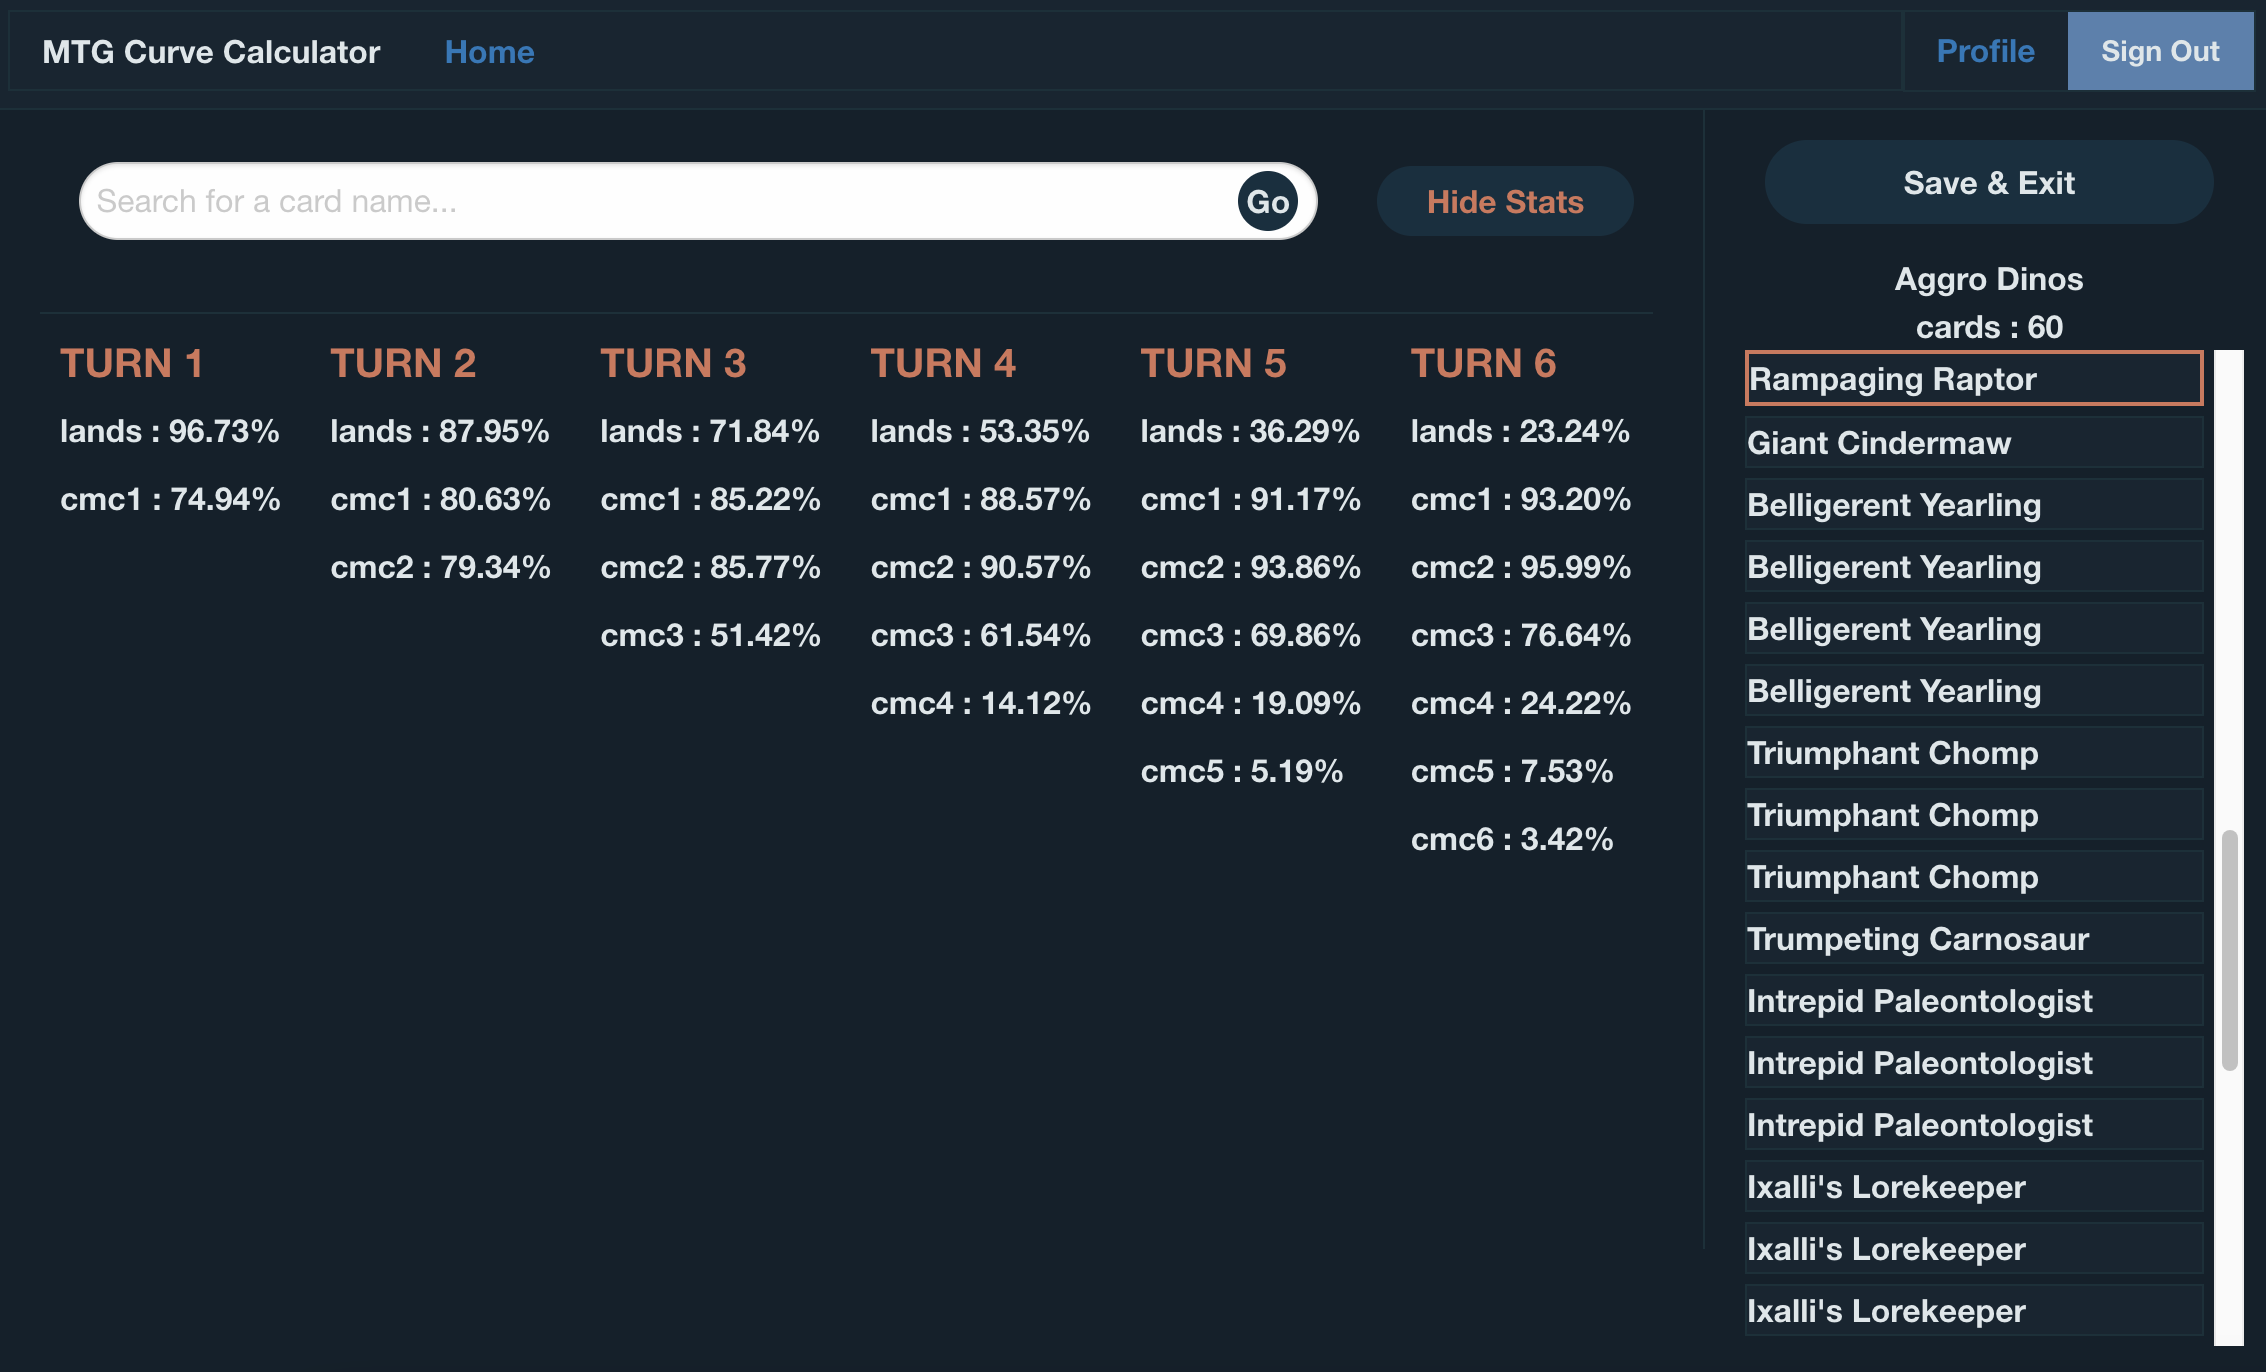 MTG Curve Calculator Home Profile Sign Out
Search for a card name... Go Hide Stats
TURN 1
lands : 96.73%
cmc1 : 74.94%
TURN 2
lands : 87.95%
cmc1 : 80.63%
cmc2 : 79.34%
TURN 3
lands : 71.84%
cmc1 : 85.22%
cmc2 : 85.77%
cmc3 : 51.42%
TURN 4
lands : 53.35%
cmc1 : 88.57%
cmc2 : 90.57%
cmc3 : 61.54%
cmc4 : 14.12%
TURN 5
lands : 36.29%
cmc1 : 91.17%
cmc2 : 93.86%
cmc3 : 69.86%
cmc4 : 19.09%
cmc5 : 5.19%
TURN 6
lands : 23.24%
cmc1 : 93.20%
cmc2 : 95.99%
cmc3 : 76.64%
cmc4 : 24.22%
cmc5 : 7.53%
cmc6 : 3.42%
Save & Exit
Aggro Dinos
cards : 60
Rampaging Raptor
Giant Cindermaw
Belligerent Yearling
Belligerent Yearling
Belligerent Yearling
Belligerent Yearling
Triumphant Chomp
Triumphant Chomp
Triumphant Chomp
Trumpeting Carnosaur
Intrepid Paleontologist
Intrepid Paleontologist
Intrepid Paleontologist
Ixalli's Lorekeeper
Ixalli's Lorekeeper
Ixalli's Lorekeeper